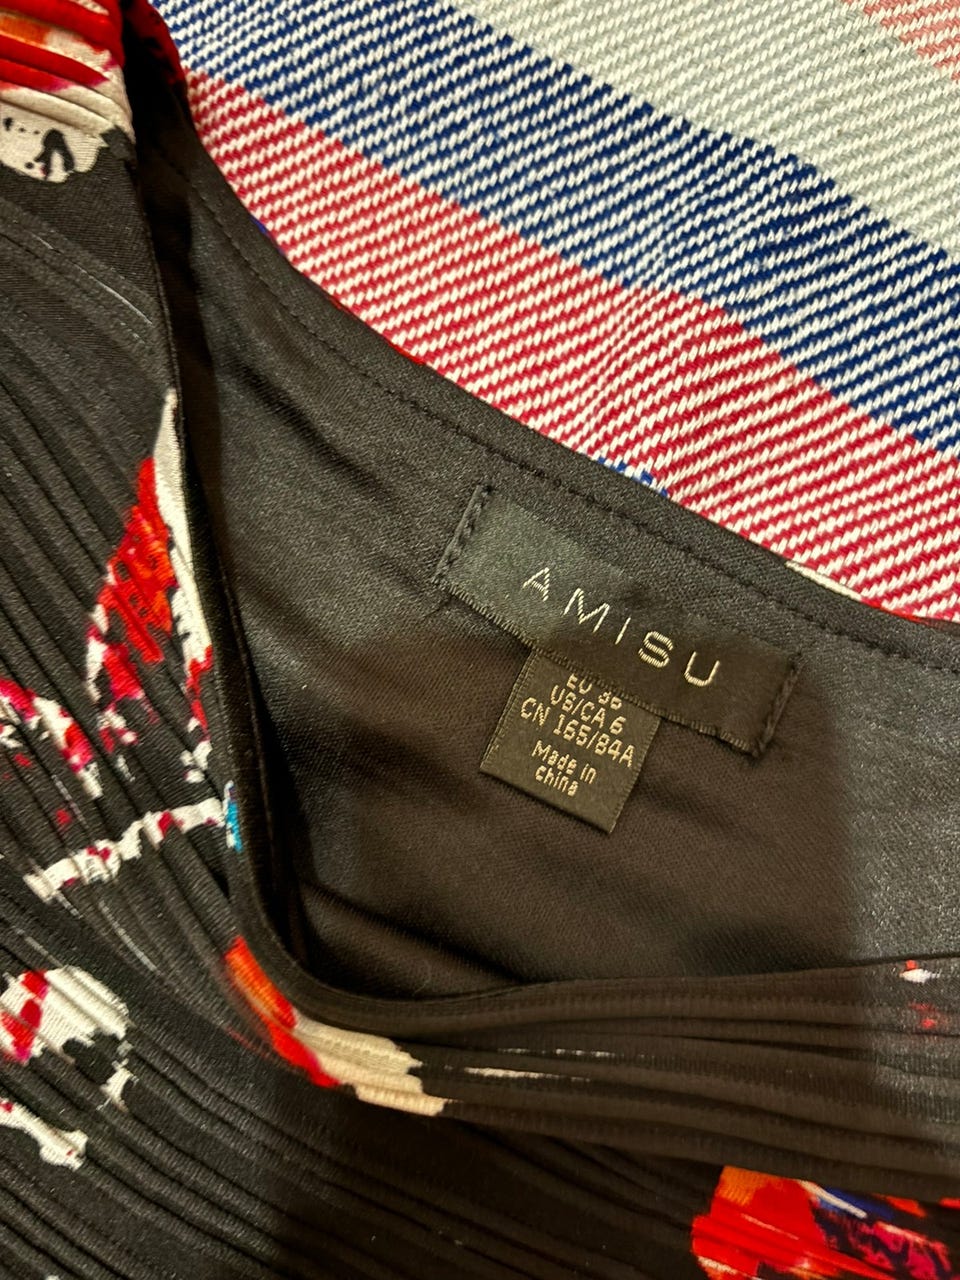 AMISU
EU 36
US/CA 6
CN 165/84A
Made in
china